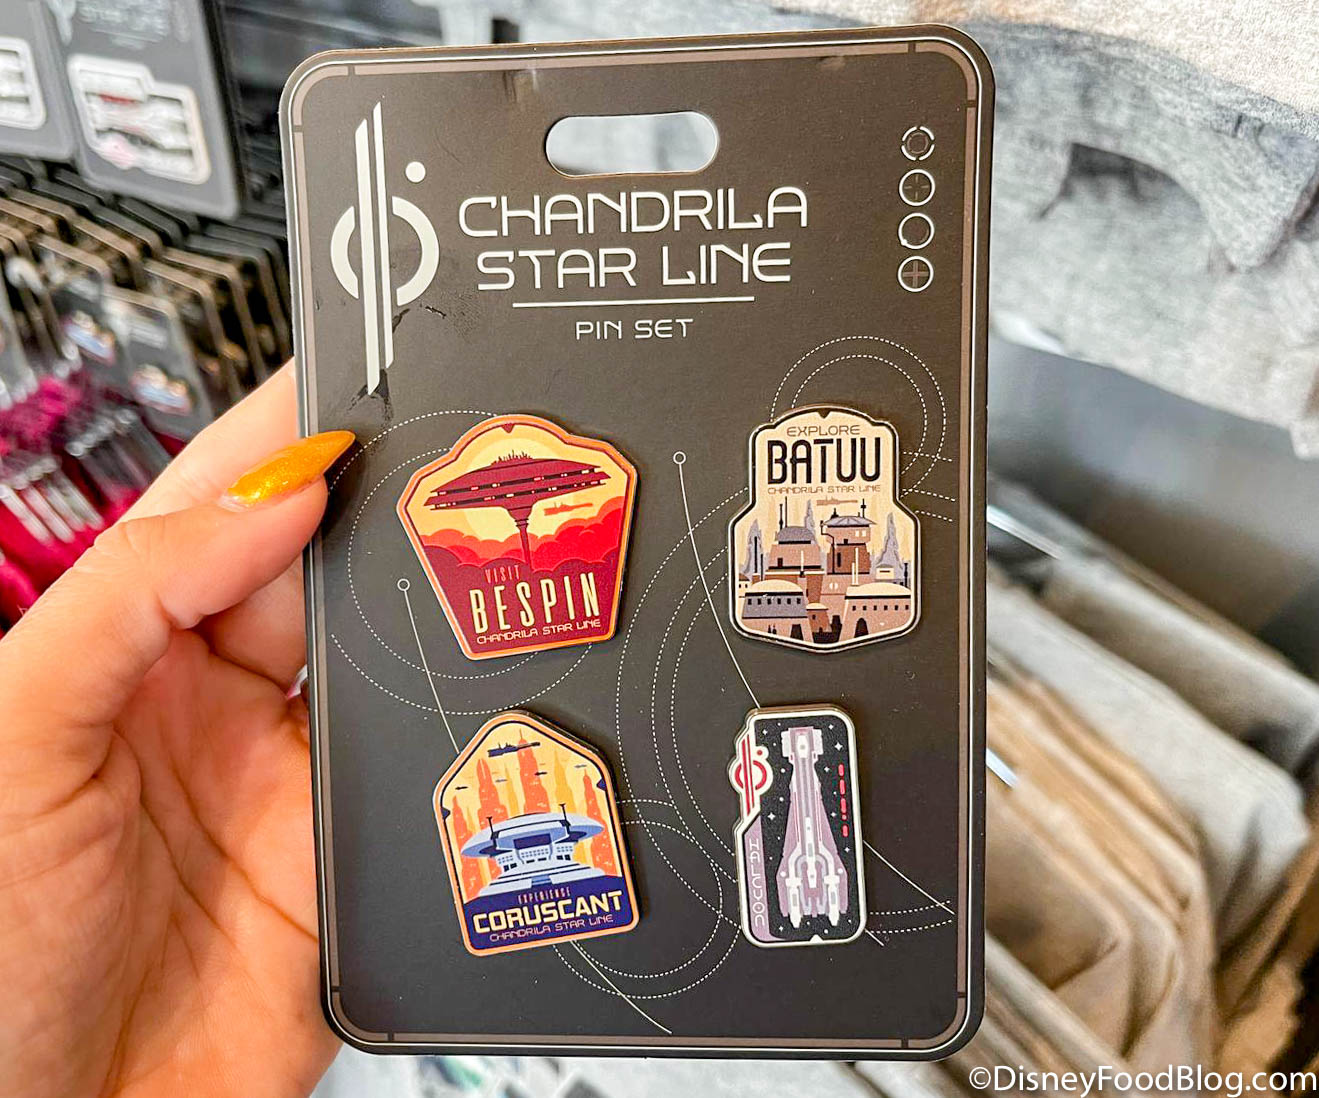 CHANDRILA
STAR LINE
PIN SET
VISIT
BESPIN
CHANDRILA STAR LINE
EXPLORE
BATUU
CHANDRILA STAR LINE
EXPERIENCE
CORUSCANT
CHANDRILA STAR LINE
HALCYON
©DisneyFoodBlog.com